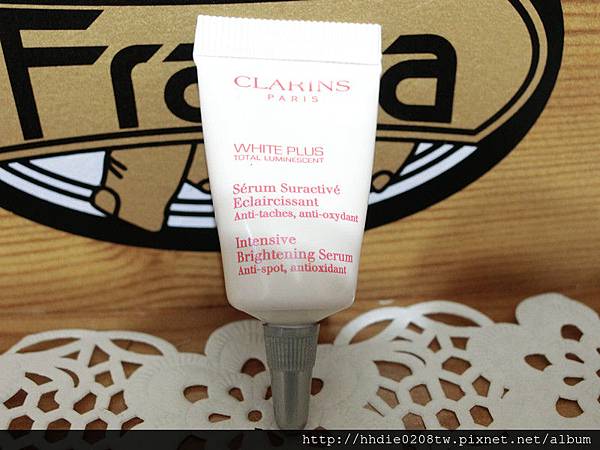 CLARINS
PARIS
WHITE PLUS
TOTAL LUMINESCENT
Sérum Suractivé
Eclaircissant
Anti-taches, anti-oxydant
Intensive
Brightening Serum
Anti-spot, antioxidant
http://hhdie0208tw.pixnet.net/album